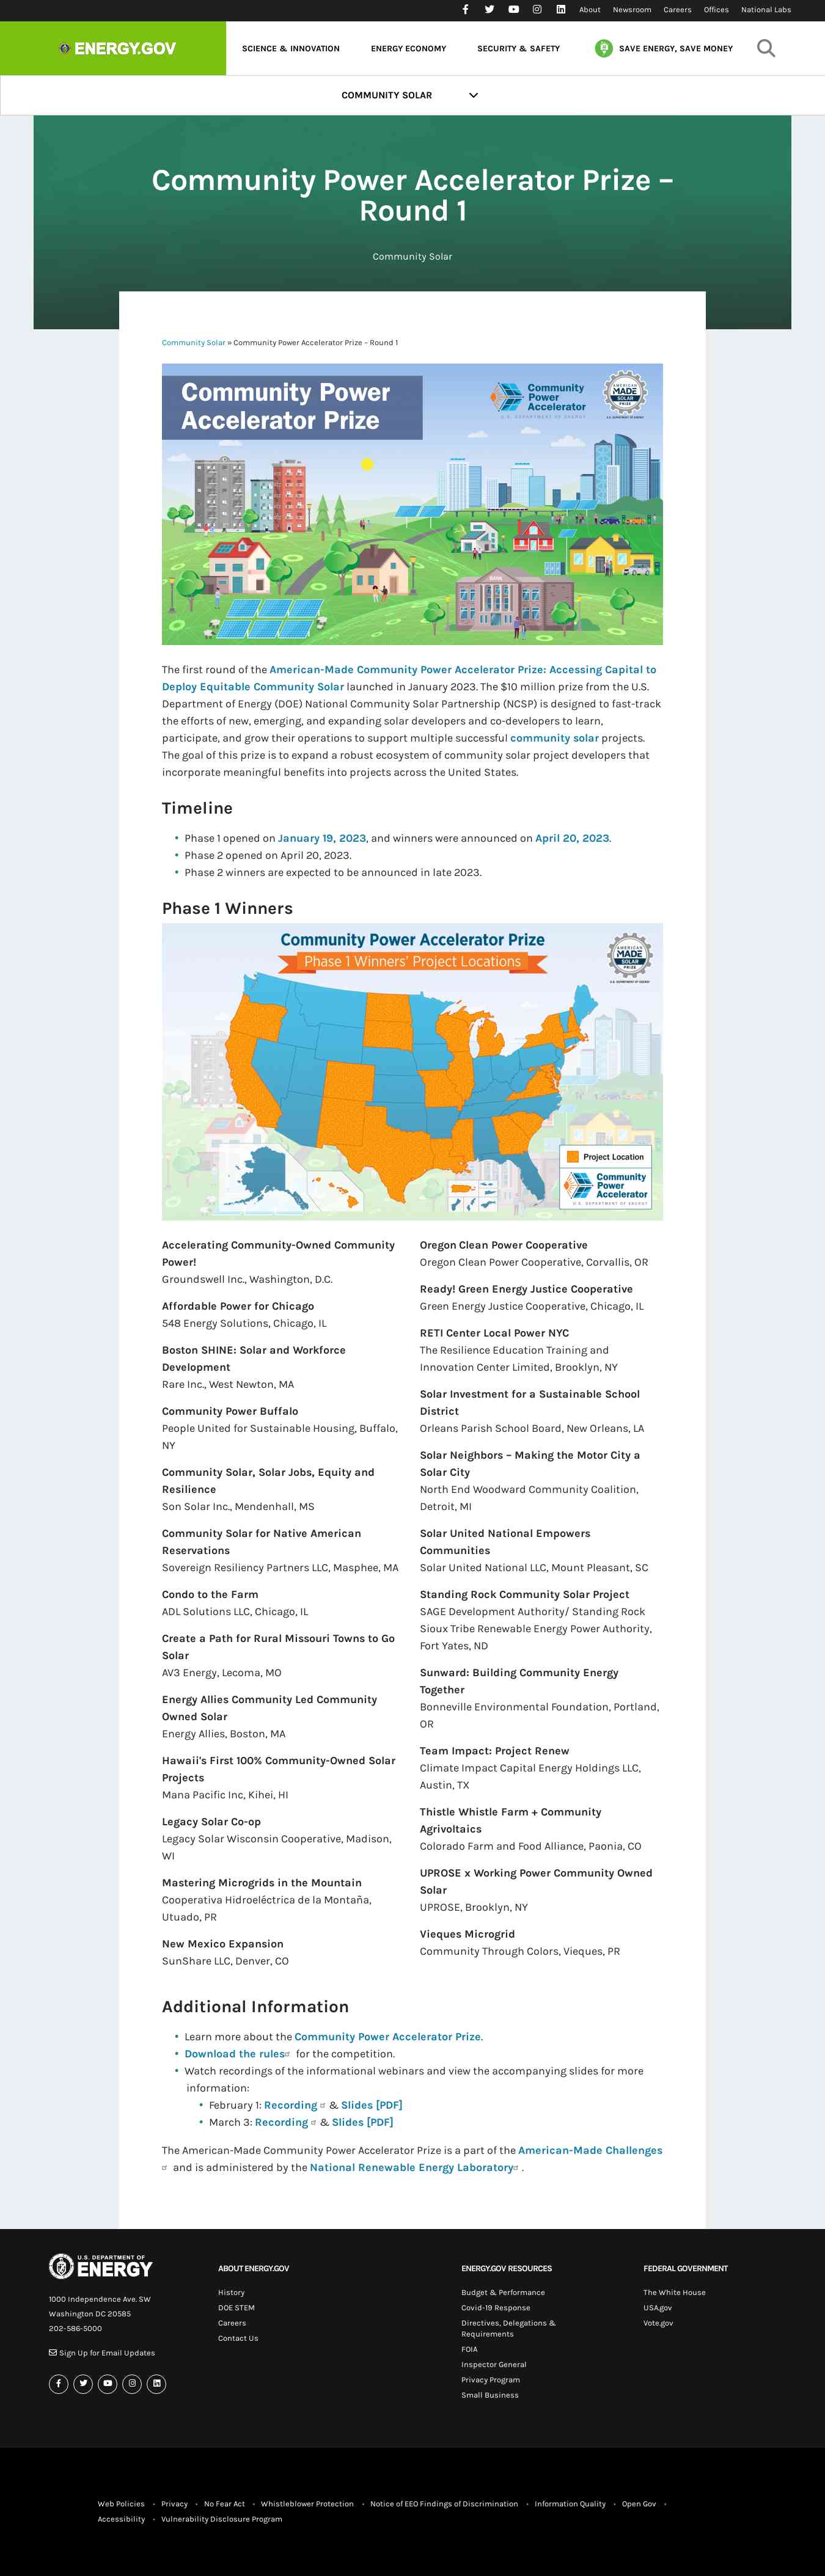 About Newsroom Careers Offices National Labs
ENERGY.GOV
SCIENCE & INNOVATION ENERGY ECONOMY SECURITY & SAFETY SAVE ENERGY, SAVE MONEY
COMMUNITY SOLAR
Community Power Accelerator Prize –
Round 1
Community Solar
Community Solar » Community Power Accelerator Prize – Round 1
Community Power
Accelerator Prize
Community
Power
Accelerator
U.S. DEPARTMENT OF ENERGY
AMERICAN
MADE
SOLAR
PRIZE
U.S. DEPARTMENT OF ENERGY
BANK
The first round of the American-Made Community Power Accelerator Prize: Accessing Capital to
Deploy Equitable Community Solar launched in January 2023. The $10 million prize from the U.S.
Department of Energy (DOE) National Community Solar Partnership (NCSP) is designed to fast-track
the efforts of new, emerging, and expanding solar developers and co-developers to learn,
participate, and grow their operations to support multiple successful community solar projects.
The goal of this prize is to expand a robust ecosystem of community solar project developers that
incorporate meaningful benefits into projects across the United States.
Timeline
• Phase 1 opened on January 19, 2023, and winners were announced on April 20, 2023.
• Phase 2 opened on April 20, 2023.
• Phase 2 winners are expected to be announced in late 2023.
Phase 1 Winners
Community Power Accelerator Prize
Phase 1 Winners' Project Locations
AMERICAN
MADE
SOLAR
PRIZE
U.S. DEPARTMENT OF ENERGY
Project Location
Community
Power
Accelerator
U.S. DEPARTMENT OF ENERGY
Accelerating Community-Owned Community
Power!
Groundswell Inc., Washington, D.C.
Affordable Power for Chicago
548 Energy Solutions, Chicago, IL
Boston SHINE: Solar and Workforce
Development
Rare Inc., West Newton, MA
Community Power Buffalo
People United for Sustainable Housing, Buffalo,
NY
Community Solar, Solar Jobs, Equity and
Resilience
Son Solar Inc., Mendenhall, MS
Community Solar for Native American
Reservations
Sovereign Resiliency Partners LLC, Masphee, MA
Condo to the Farm
ADL Solutions LLC, Chicago, IL
Create a Path for Rural Missouri Towns to Go
Solar
AV3 Energy, Lecoma, MO
Energy Allies Community Led Community
Owned Solar
Energy Allies, Boston, MA
Hawaii's First 100% Community-Owned Solar
Projects
Mana Pacific Inc, Kihei, HI
Legacy Solar Co-op
Legacy Solar Wisconsin Cooperative, Madison,
WI
Mastering Microgrids in the Mountain
Cooperativa Hidroeléctrica de la Montaña,
Utuado, PR
New Mexico Expansion
SunShare LLC, Denver, CO
Oregon Clean Power Cooperative
Oregon Clean Power Cooperative, Corvallis, OR
Ready! Green Energy Justice Cooperative
Green Energy Justice Cooperative, Chicago, IL
RETI Center Local Power NYC
The Resilience Education Training and
Innovation Center Limited, Brooklyn, NY
Solar Investment for a Sustainable School
District
Orleans Parish School Board, New Orleans, LA
Solar Neighbors – Making the Motor City a
Solar City
North End Woodward Community Coalition,
Detroit, MI
Solar United National Empowers
Communities
Solar United National LLC, Mount Pleasant, SC
Standing Rock Community Solar Project
SAGE Development Authority/ Standing Rock
Sioux Tribe Renewable Energy Power Authority,
Fort Yates, ND
Sunward: Building Community Energy
Together
Bonneville Environmental Foundation, Portland,
OR
Team Impact: Project Renew
Climate Impact Capital Energy Holdings LLC,
Austin, TX
Thistle Whistle Farm + Community
Agrivoltaics
Colorado Farm and Food Alliance, Paonia, CO
UPROSE x Working Power Community Owned
Solar
UPROSE, Brooklyn, NY
Vieques Microgrid
Community Through Colors, Vieques, PR
Additional Information
• Learn more about the Community Power Accelerator Prize.
• Download the rules for the competition.
• Watch recordings of the informational webinars and view the accompanying slides for more
information:
• February 1: Recording & Slides [PDF]
• March 3: Recording & Slides [PDF]
The American-Made Community Power Accelerator Prize is a part of the American-Made Challenges
and is administered by the National Renewable Energy Laboratory .
U.S. DEPARTMENT OF
ENERGY
1000 Independence Ave. SW
Washington DC 20585
202-586-5000
Sign Up for Email Updates
ABOUT ENERGY.GOV
History
DOE STEM
Careers
Contact Us
ENERGY.GOV RESOURCES
Budget & Performance
Covid-19 Response
Directives, Delegations &
Requirements
FOIA
Inspector General
Privacy Program
Small Business
FEDERAL GOVERNMENT
The White House
USA.gov
Vote.gov
Web Policies • Privacy • No Fear Act • Whistleblower Protection • Notice of EEO Findings of Discrimination • Information Quality • Open Gov •
Accessibility • Vulnerability Disclosure Program